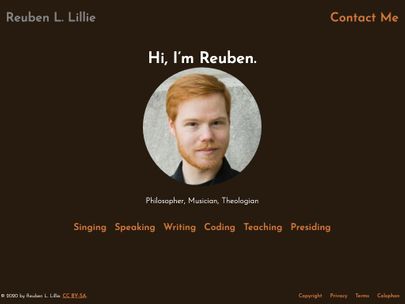 Reuben L. Lillie
Contact Me
Hi, I’m Reuben.
Philosopher, Musician, Theologian
Singing Speaking Writing Coding Teaching Presiding
© 2020 by Reuben L. Lillie. CC BY-SA.
Copyright Privacy Terms Colophon